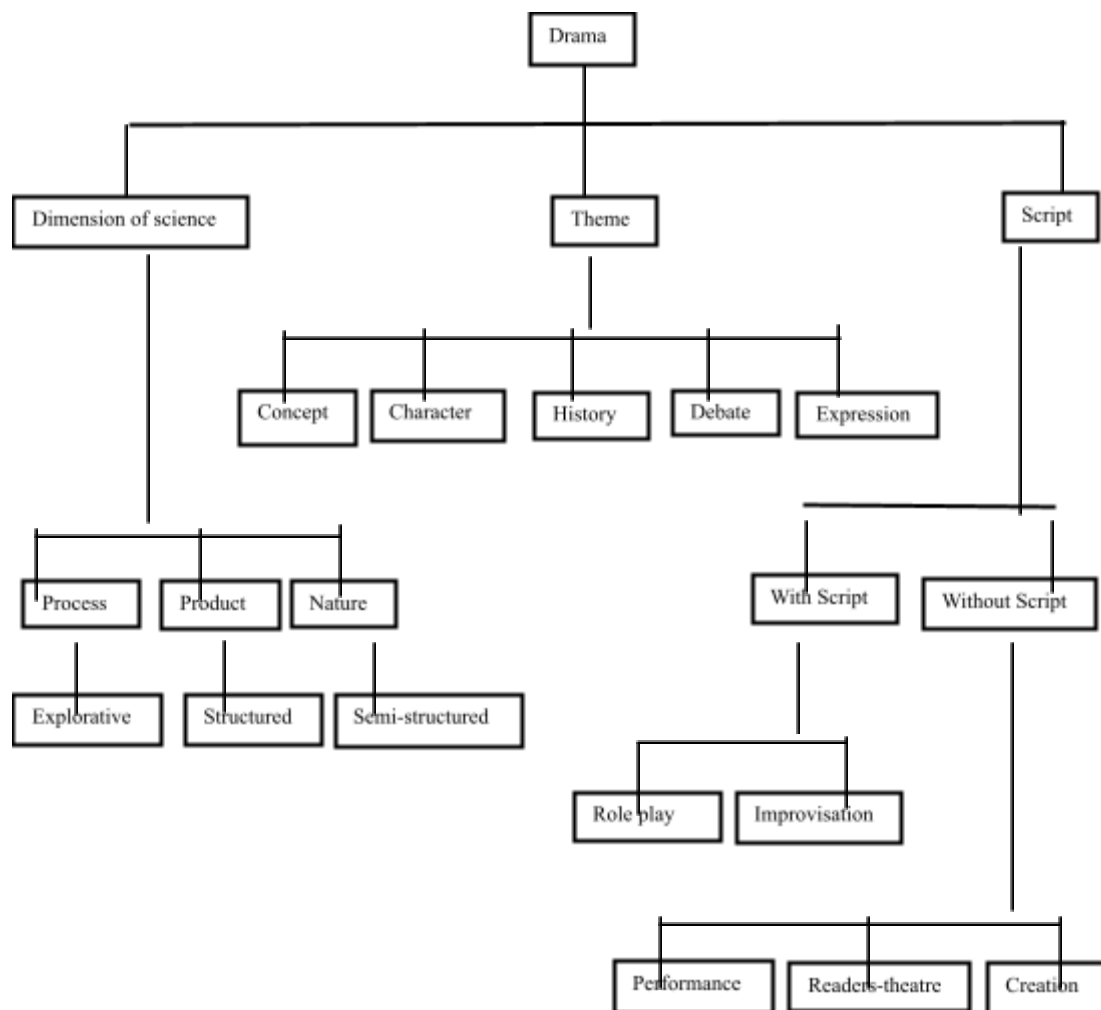 Drama
Dimension of science
Theme
Script
Concept
Character
History
Debate
Expression
Process
Product
Nature
With Script
Without Script
Explorative
Structured
Semi-structured
Role play
Improvisation
Performance
Readers-theatre
Creation